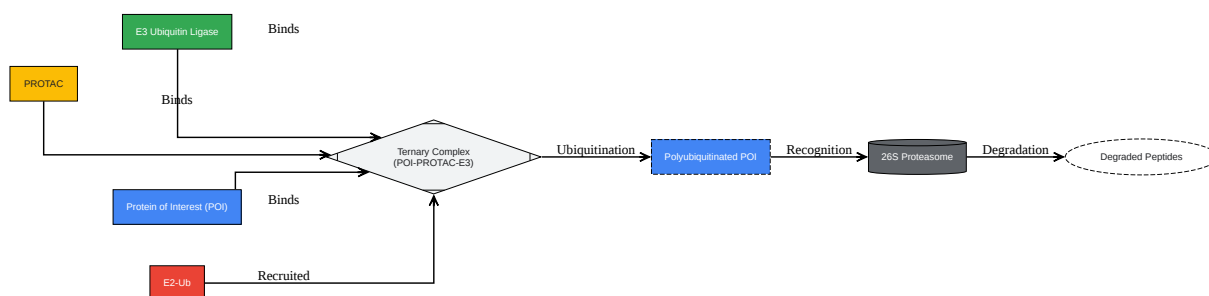 E3 Ubiquitin Ligase
Binds
PROTAC
Binds
Ternary Complex
(POI-PROTAC-E3)
Ubiquitination
Polyubiquitinated POI
Recognition
26S Proteasome
Degradation
Degraded Peptides
Protein of Interest (POI)
Binds
E2-Ub
Recruited